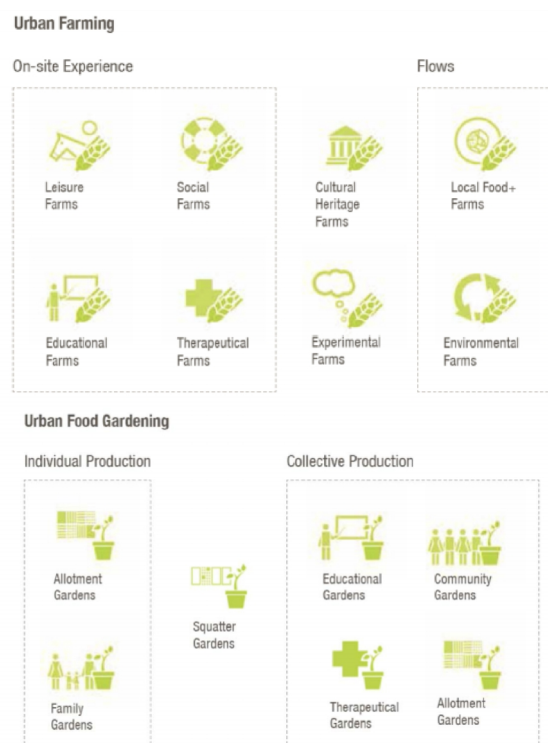 Urban Farming
On-site Experience
Flows
Leisure
Farms
Social
Farms
Cultural
Heritage
Farms
Local Food+
Farms
Educational
Farms
Therapeutical
Farms
Experimental
Farms
Environmental
Farms
Urban Food Gardening
Individual Production
Collective Production
Allotment
Gardens
Squatter
Gardens
Educational
Gardens
Community
Gardens
Family
Gardens
Therapeutical
Gardens
Allotment
Gardens